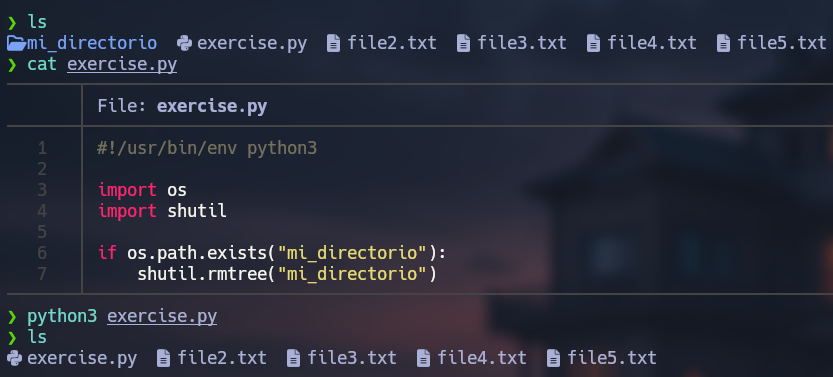 ❯ ls
mi_directorio exercise.py file2.txt file3.txt file4.txt file5.txt
❯ cat exercise.py
File: exercise.py
1 #!/usr/bin/env python3
2
3 import os
4 import shutil
5
6 if os.path.exists("mi_directorio"):
7     shutil.rmtree("mi_directorio")
❯ python3 exercise.py
❯ ls
exercise.py file2.txt file3.txt file4.txt file5.txt